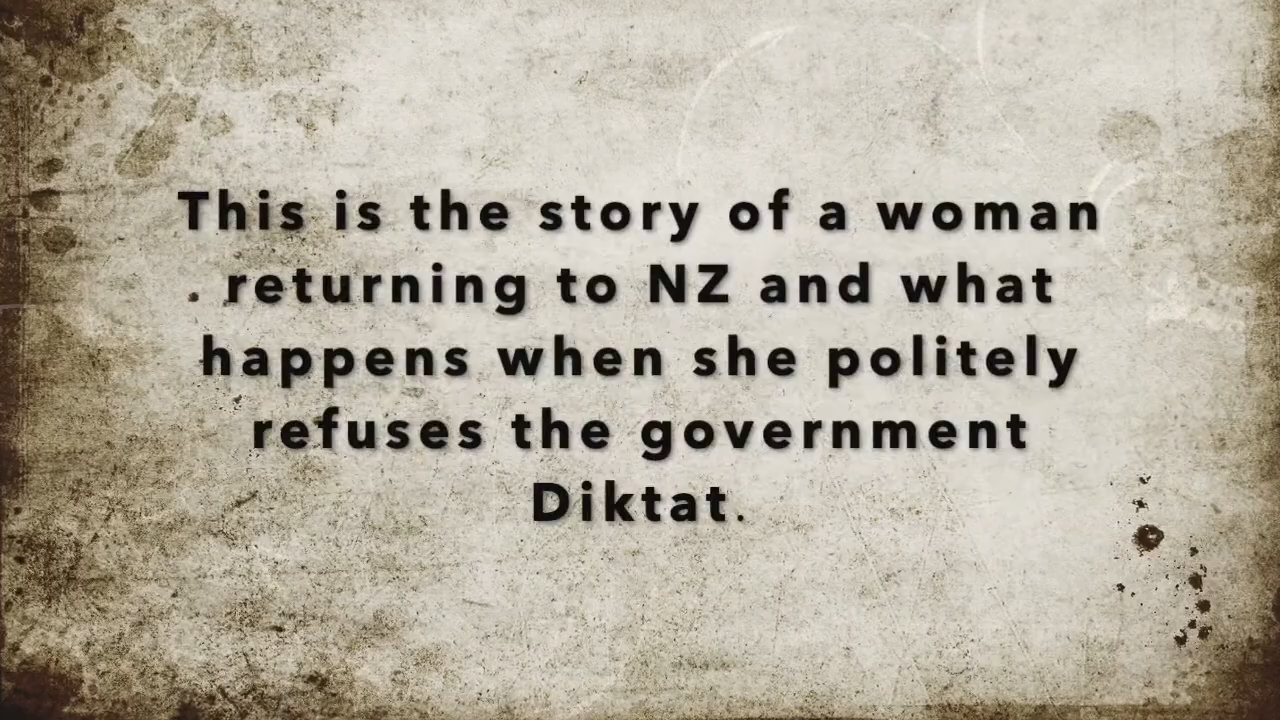 This is the story of a woman
returning to NZ and what
happens when she politely
refuses the government
Diktat.